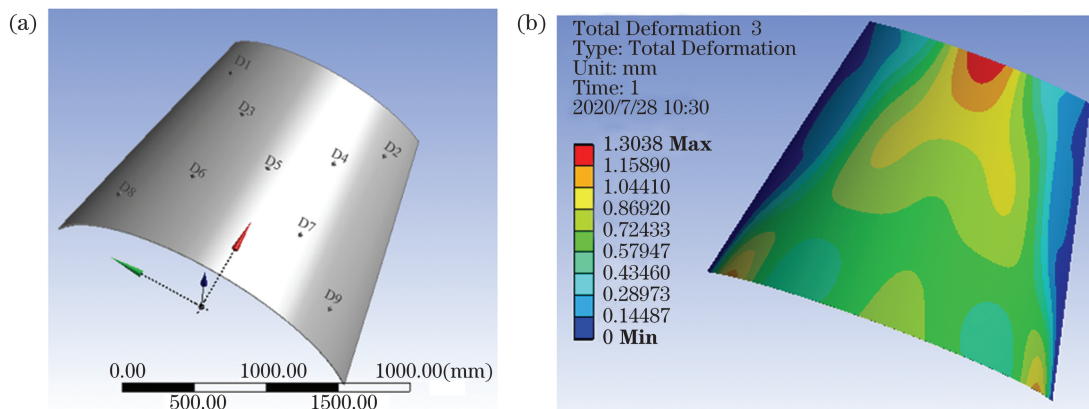 (a)
D1
D3
D2
D4
D5
D6
D8
D7
D9
0.00 1000.00 1000.00(mm)
500.00 1500.00
(b)
Total Deformation 3
Type: Total Deformation
Unit: mm
Time: 1
2020/7/28 10:30
1.3038 Max
1.15890
1.04410
0.86920
0.72433
0.57947
0.43460
0.28973
0.14487
0 Min